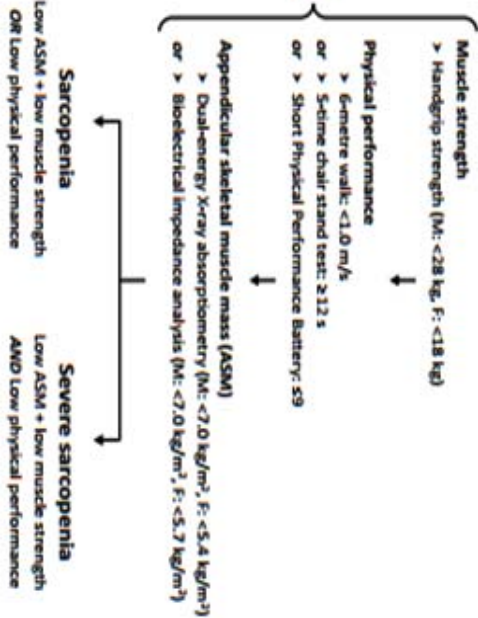 Muscle strength
> Handgrip strength (M: <28 kg, F: <18 kg)
Physical performance
> 6-metre walk: <1.0 m/s
or > 5-time chair stand test: ≥12 s
or > Short Physical Performance Battery: ≤9
Appendicular skeletal muscle mass (ASM)
> Dual-energy X-ray absorptiometry (M: <7.0 kg/m², F: <5.4 kg/m²)
or > Bioelectrical impedance analysis (M: <7.0 kg/m², F: <5.7 kg/m²)
Sarcopenia
Low ASM + low muscle strength
OR Low physical performance
Severe sarcopenia
Low ASM + low muscle strength
AND Low physical performance